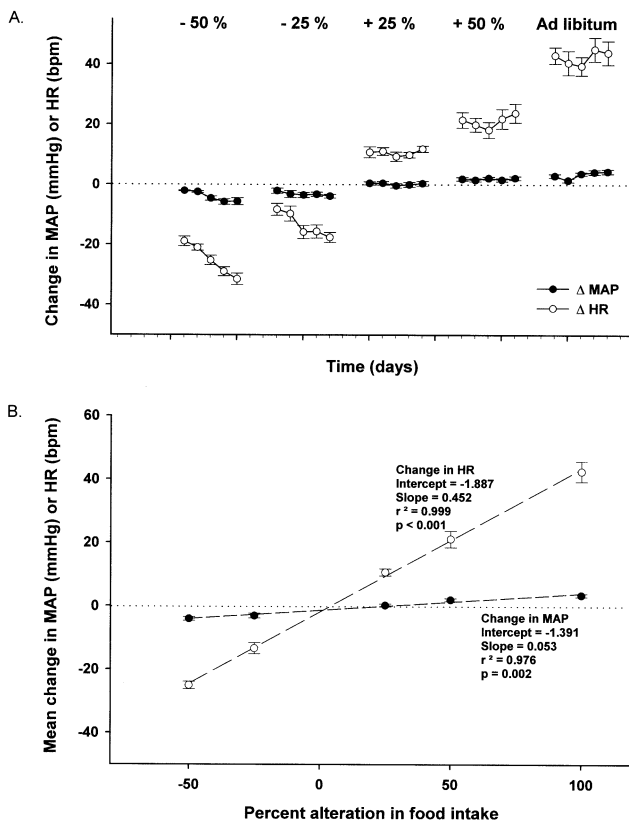 A.
- 50 % - 25 % + 25 % + 50 % Ad libitum
Change in MAP (mmHg) or HR (bpm)
40
20
0
-20
-40
Δ MAP
Δ HR
Time (days)
B.
Mean change in MAP (mmHg) or HR (bpm)
60
40
20
0
-20
-40
Change in HR
Intercept = -1.887
Slope = 0.452
r ² = 0.999
p < 0.001
Change in MAP
Intercept = -1.391
Slope = 0.053
r ² = 0.976
p = 0.002
-50 0 50 100
Percent alteration in food intake